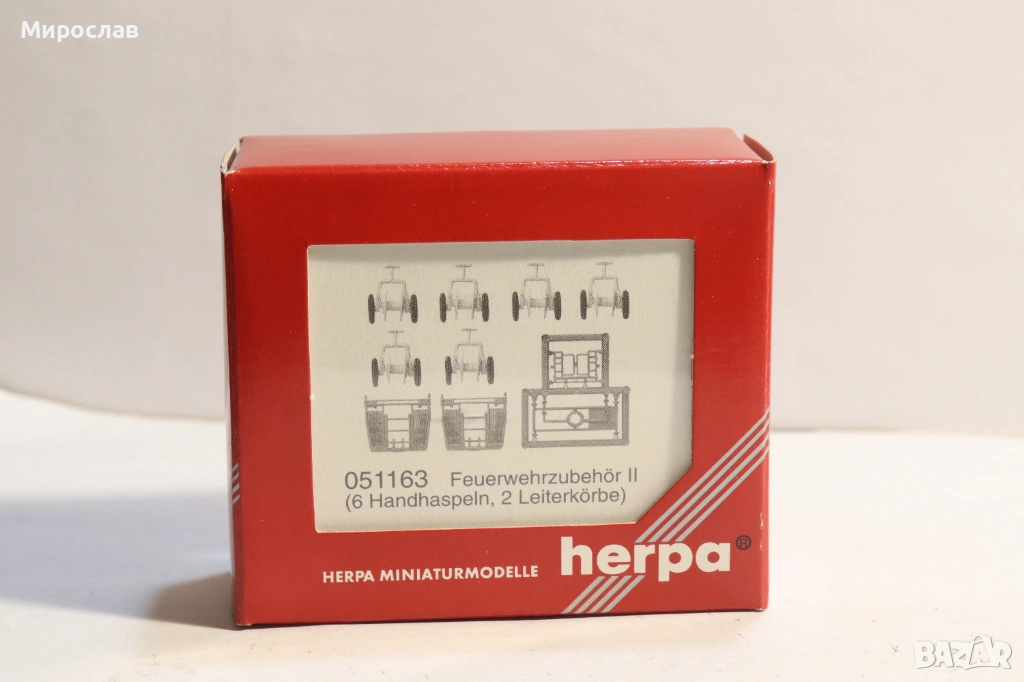 Мирослав
051163 Feuerwehrzubehör II
(6 Handhaspeln, 2 Leiterkörbe)
HERPA MINIATURMODELLE herpa®
BAZAR